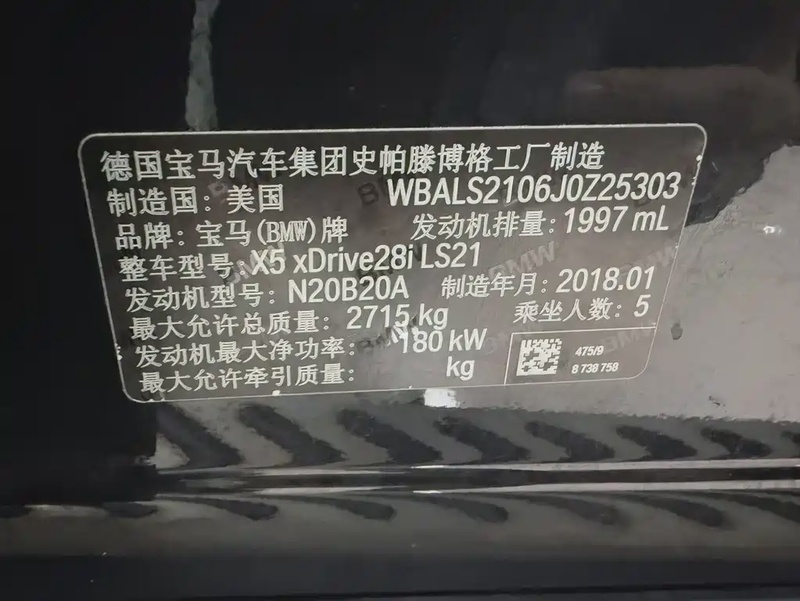 德国宝马汽车集团史帕滕博格工厂制造
制造国: 美国 WBALS2106J0Z25303
品牌: 宝马(BMW)牌 发动机排量: 1997 mL
整车型号: X5 xDrive28i LS21
发动机型号: N20B20A 制造年月: 2018.01
最大允许总质量: 2715 kg 乘坐人数: 5
发动机最大净功率: 180 kW
最大允许牵引质量: kg
475/9
8 738 758